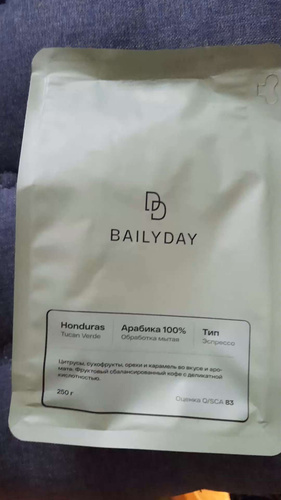 BAILYDAY
Honduras
Tucan Verde
Арабика 100%
Обработка мытая
Тип
Эспрессо
Цитрусы, сухофрукты, орехи и карамель во вкусе и аро-
мате. Фруктовый сбалансированный кофе с деликатной
кислотностью.
250 г
Оценка Q/SCA 83